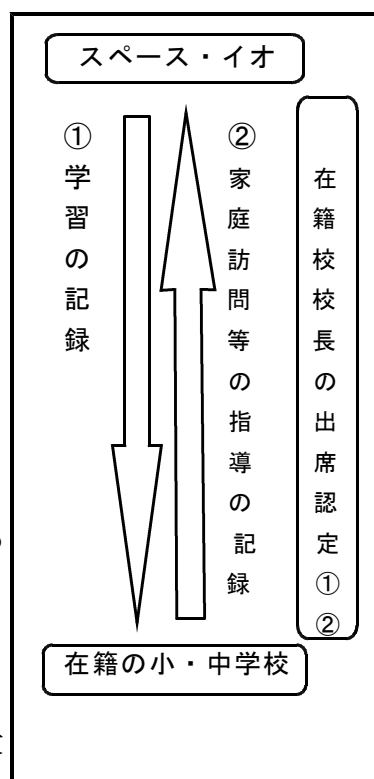 スペース・イオ
①学習の記録
②家庭訪問等の指導の記録
在籍校校長の出席認定①②
在籍の小・中学校